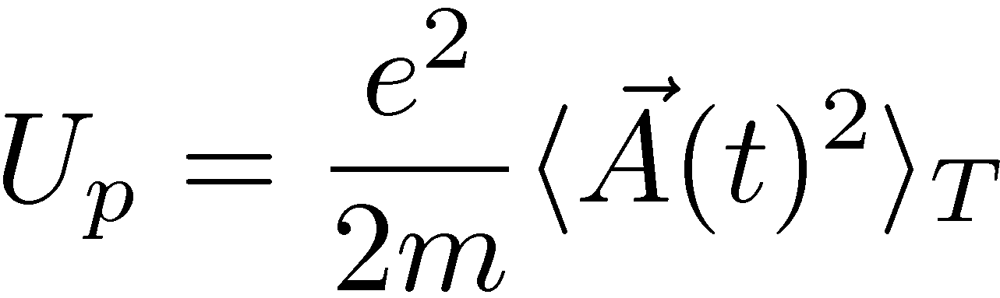 $U_p = \frac{e^2}{2m} \langle \vec{A}(t)^2 \rangle_T$